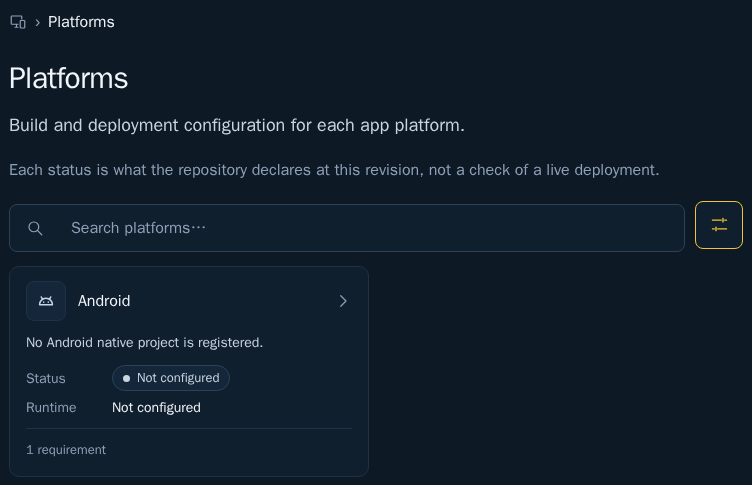 › Platforms
Platforms
Build and deployment configuration for each app platform.
Each status is what the repository declares at this revision, not a check of a live deployment.
Search platforms···
Android
No Android native project is registered.
Status Not configured
Runtime Not configured
1 requirement